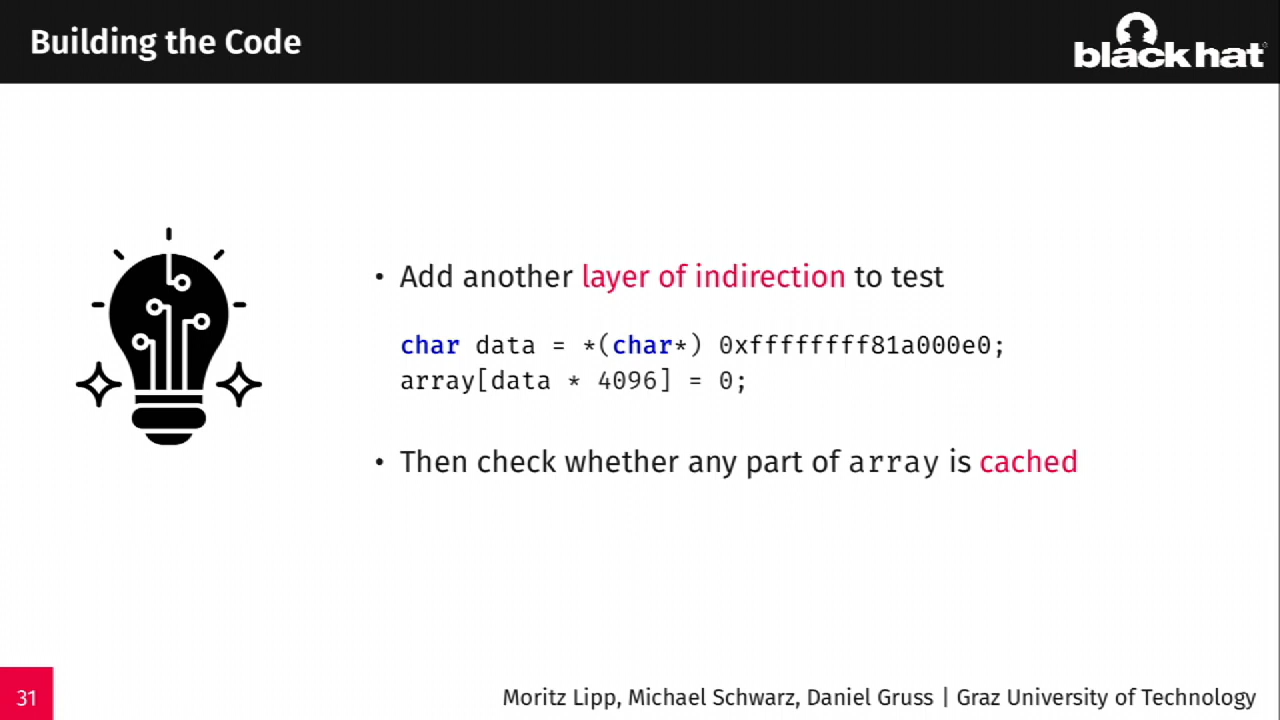 Building the Code
black hat
• Add another layer of indirection to test
char data = *(char*) 0xffffffff81a000e0;
array[data * 4096] = 0;
• Then check whether any part of array is cached
31
Moritz Lipp, Michael Schwarz, Daniel Gruss | Graz University of Technology